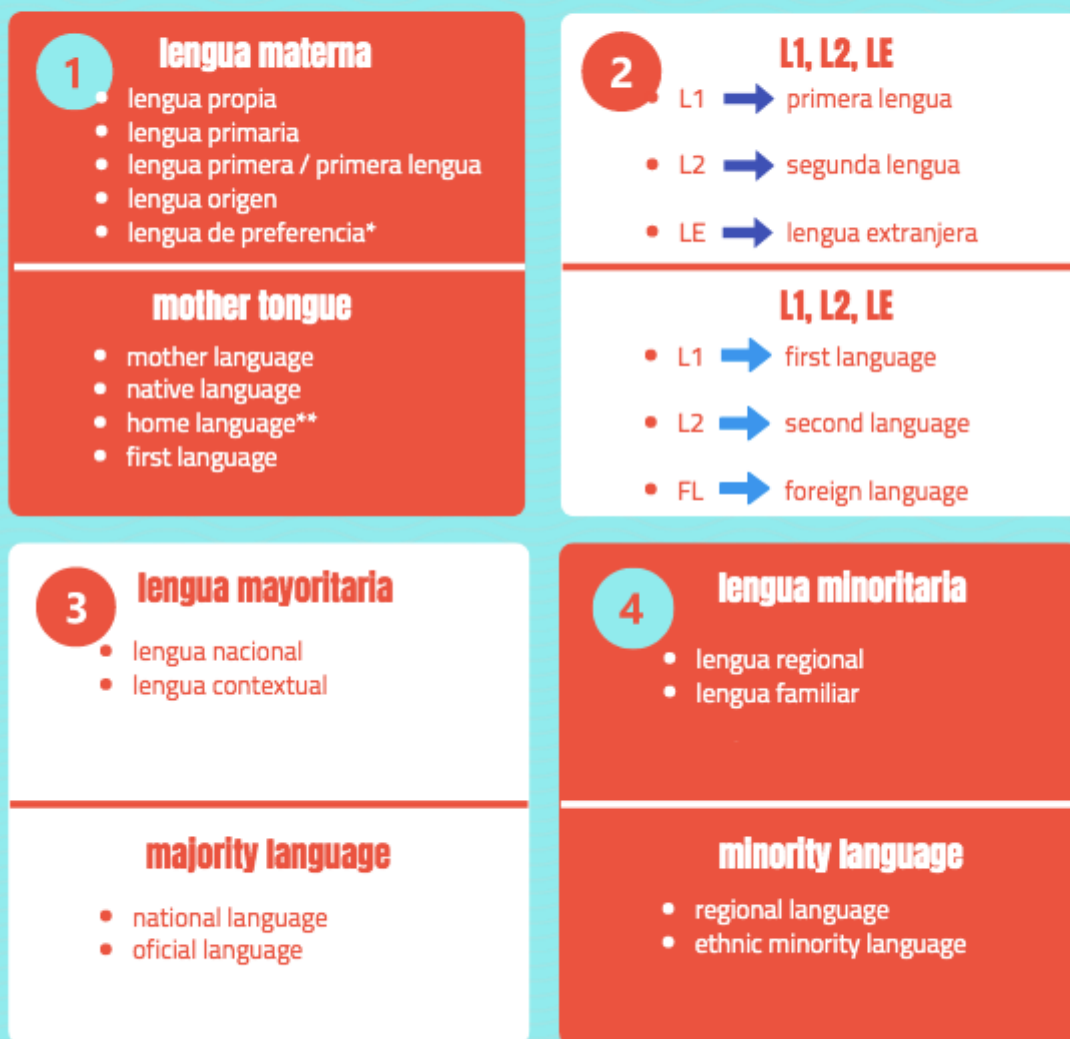 1
lengua materna
lengua propia
lengua primaria
lengua primera / primera lengua
lengua origen
lengua de preferencia*
mother tongue
mother language
native language
home language**
first language
2
L1, L2, LE
L1 primera lengua
L2 segunda lengua
LE lengua extranjera
L1, L2, LE
L1 first language
L2 second language
FL foreign language
3
lengua mayoritaria
lengua nacional
lengua contextual
majority language
national language
oficial language
4
lengua minoritaria
lengua regional
lengua familiar
minority language
regional language
ethnic minority language